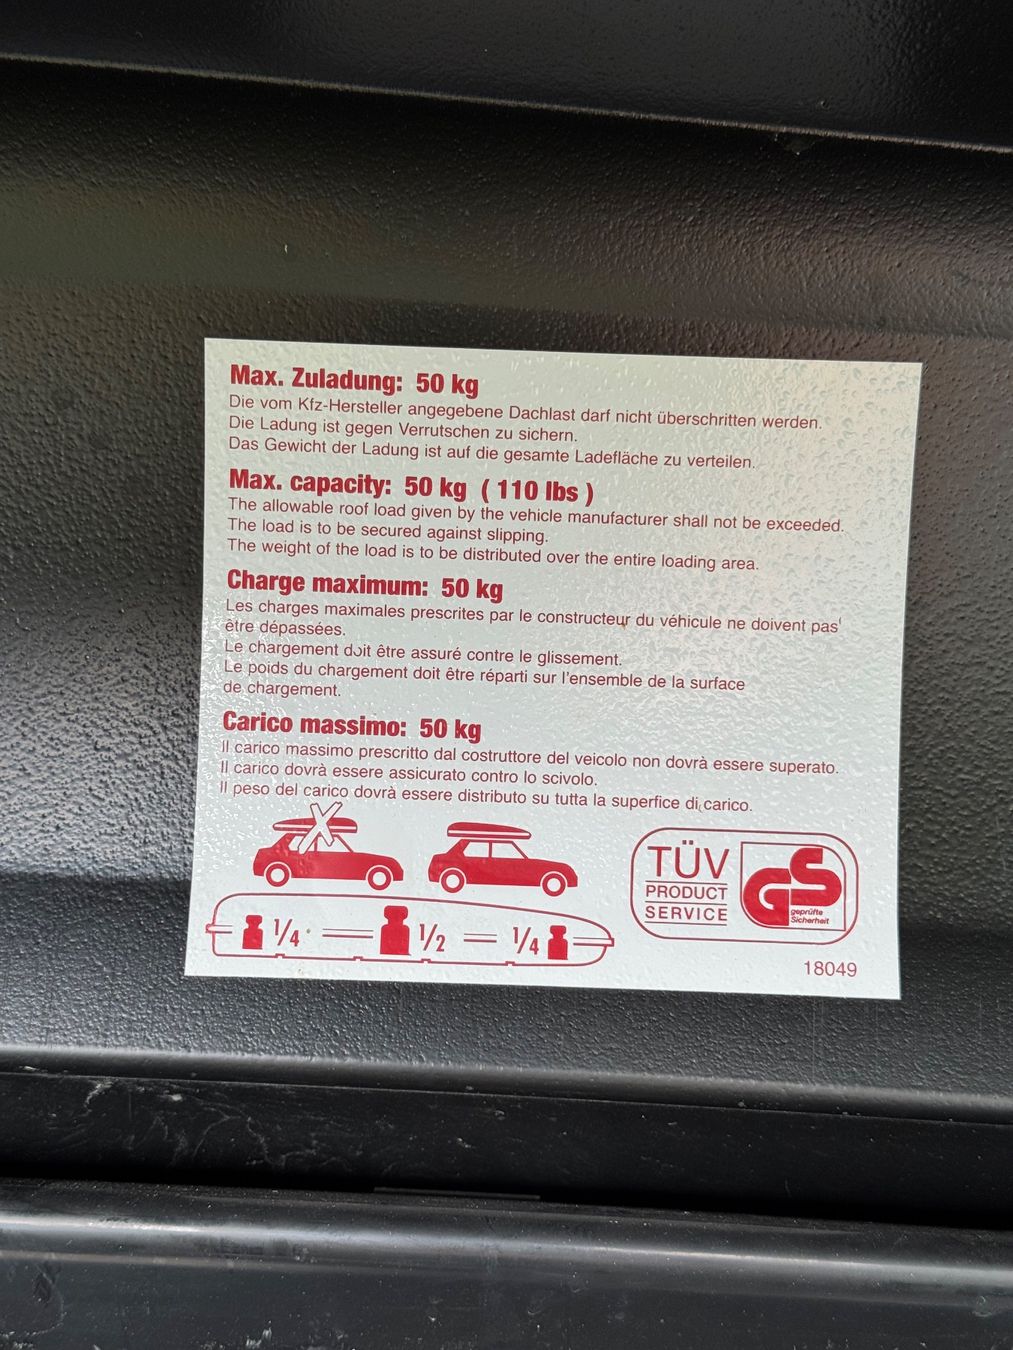 Max. Zuladung: 50 kg
Die vom Kfz-Hersteller angegebene Dachlast darf nicht überschritten werden.
Die Ladung ist gegen Verrutschen zu sichern.
Das Gewicht der Ladung ist auf die gesamte Ladefläche zu verteilen.
Max. capacity: 50 kg ( 110 lbs )
The allowable roof load given by the vehicle manufacturer shall not be exceeded.
The load is to be secured against slipping.
The weight of the load is to be distributed over the entire loading area.
Charge maximum: 50 kg
Les charges maximales prescrites par le constructeur du véhicule ne doivent pas
être dépassées.
Le chargement doit être assuré contre le glissement.
Le poids du chargement doit être réparti sur l'ensemble de la surface
de chargement.
Carico massimo: 50 kg
Il carico massimo prescritto dal costruttore del veicolo non dovrà essere superato.
Il carico dovrà essere assicurato contro lo scivolo.
Il peso del carico dovrà essere distributo su tutta la superfice di carico.
1/4 1/2 1/4
TÜV
PRODUCT
SERVICE
GS
geprüfte
Sicherheit
18049